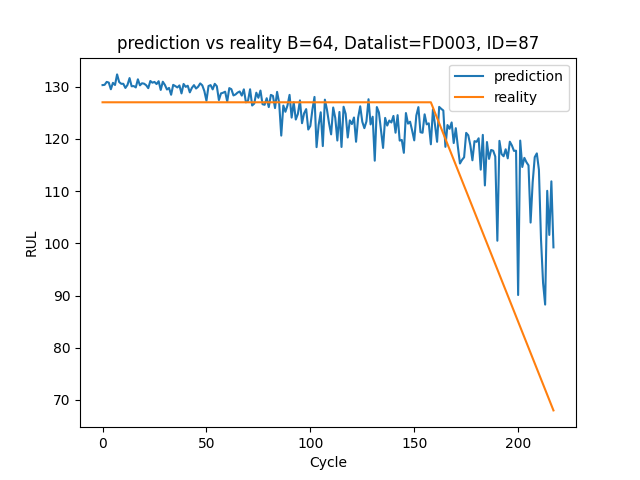 prediction vs reality B=64, Datalist=FD003, ID=87
prediction
reality
RUL
130
120
110
100
90
80
70
0 50 100 150 200
Cycle